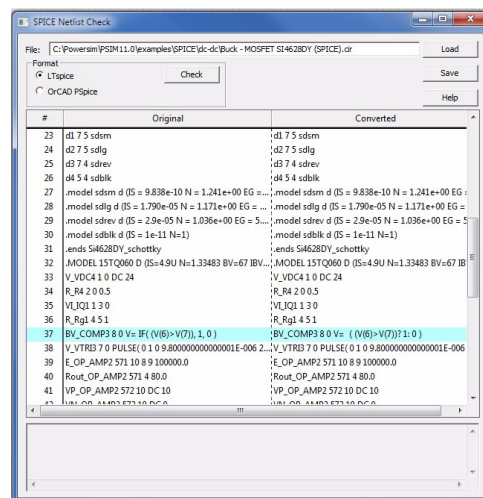 SPICE Netlist Check
File: C:\Powersim\PSIM11.0\examples\SPICE\dc-dc\Buck - MOSFET SI4628DY (SPICE).cir Load
Format
LTspice Check Save
OrCAD PSpice
Help
# Original Converted
23 d1 7 5 sdsm d1 7 5 sdsm
24 d2 7 5 sdlg d2 7 5 sdlg
25 d3 7 4 sdrev d3 7 4 sdrev
26 d4 5 4 sdblk d4 5 4 sdblk
27 .model sdsm d (IS = 9.838e-10 N = 1.241e+00 EG = ... .model sdsm d (IS = 9.838e-10 N = 1.241e+00 EG =
28 .model sdlg d (IS = 1.790e-05 N = 1.171e+00 EG = ... .model sdlg d (IS = 1.790e-05 N = 1.171e+00 EG =
29 .model sdrev d (IS = 2.9e-05 N = 1.036e+00 EG = 5.... .model sdrev d (IS = 2.9e-05 N = 1.036e+00 EG = 5
30 .model sdblk d (IS = 1e-11 N=1) .model sdblk d (IS = 1e-11 N=1)
31 .ends Si4628DY_schottky .ends Si4628DY_schottky
32 .MODEL 15TQ060 D (IS=4.9U N=1.33483 BV=67 IBV... .MODEL 15TQ060 D (IS=4.9U N=1.33483 BV=67 IBV
33 V_VDC4 1 0 DC 24 V_VDC4 1 0 DC 24
34 R_R4 2 0 0.5 R_R4 2 0 0.5
35 VI_IQ1 1 3 0 VI_IQ1 1 3 0
36 R_Rg1 4 5 1 R_Rg1 4 5 1
37 BV_COMP3 8 0 V= IF( (V(6)>V(7)), 1, 0 ) BV_COMP3 8 0 V= ( (V(6)>V(7))? 1: 0 )
38 V_VTRI3 7 0 PULSE( 0 1 0 9.80000000000001E-006 2... V_VTRI3 7 0 PULSE( 0 1 0 9.80000000000001E-006
39 E_OP_AMP2 571 10 8 9 100000.0 E_OP_AMP2 571 10 8 9 100000.0
40 Rout_OP_AMP2 571 4 80.0 Rout_OP_AMP2 571 4 80.0
41 VP_OP_AMP2 572 10 DC 10 VP_OP_AMP2 572 10 DC 10
42 VN_OP_AMP2 573 10 DC 0 VN_OP_AMP2 573 10 DC 0